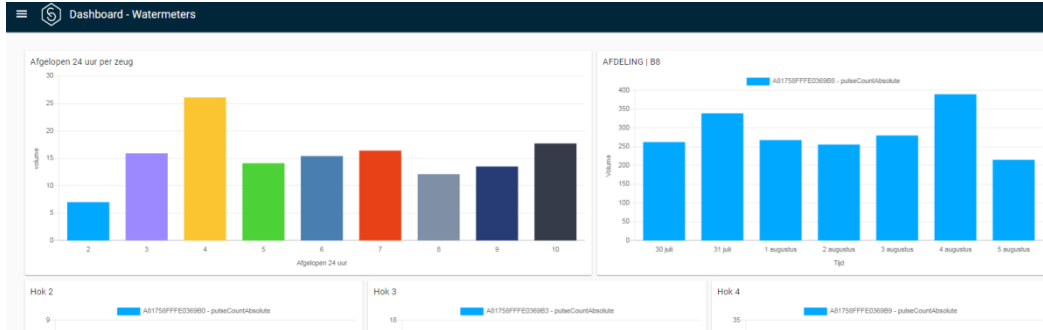 Dashboard - Watermeters
Afgelopen 24 uur per zeug
30
25
20
15
10
5
0
volume
2 3 4 5 6 7 8 9 10
Afgelopen 24 uur
AFDELING | B8
A81758FFFE0369B6 - pulseCountAbsolute
400
350
300
250
200
150
100
50
0
Volume
30 juli 31 juli 1 augustus 2 augustus 3 augustus 4 augustus 5 augustus
Tijd
Hok 2
A81758FFFE0369B0 - pulseCountAbsolute
9
Hok 3
A81758FFFE0369B3 - pulseCountAbsolute
18
Hok 4
A81758FFFE0369B9 - pulseCountAbsolute
35